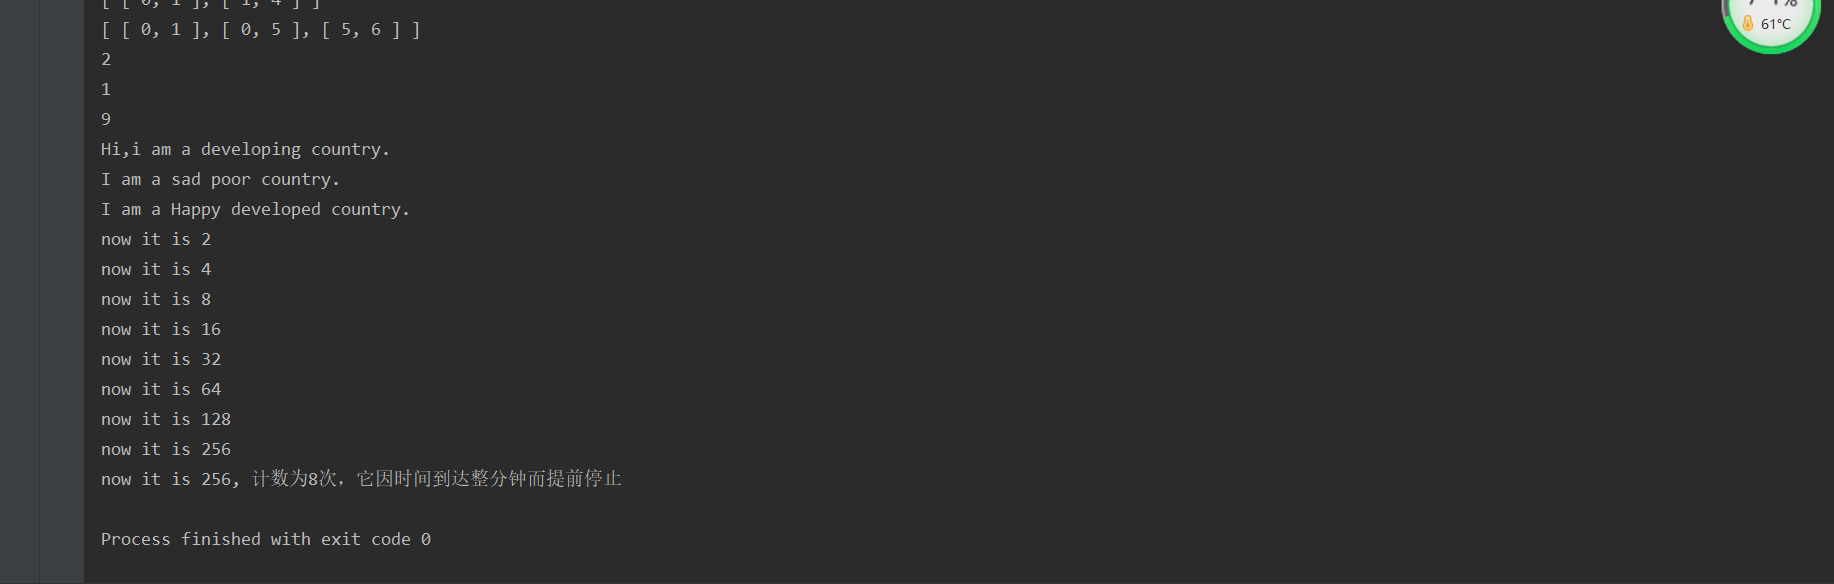 [ [ 0, 1 ], [ 1, 4 ] ]
[ [ 0, 1 ], [ 0, 5 ], [ 5, 6 ] ]
2
1
9
Hi,i am a developing country.
I am a sad poor country.
I am a Happy developed country.
now it is 2
now it is 4
now it is 8
now it is 16
now it is 32
now it is 64
now it is 128
now it is 256
now it is 256, 计数为8次，它因时间到达整分钟而提前停止
Process finished with exit code 0
61°C